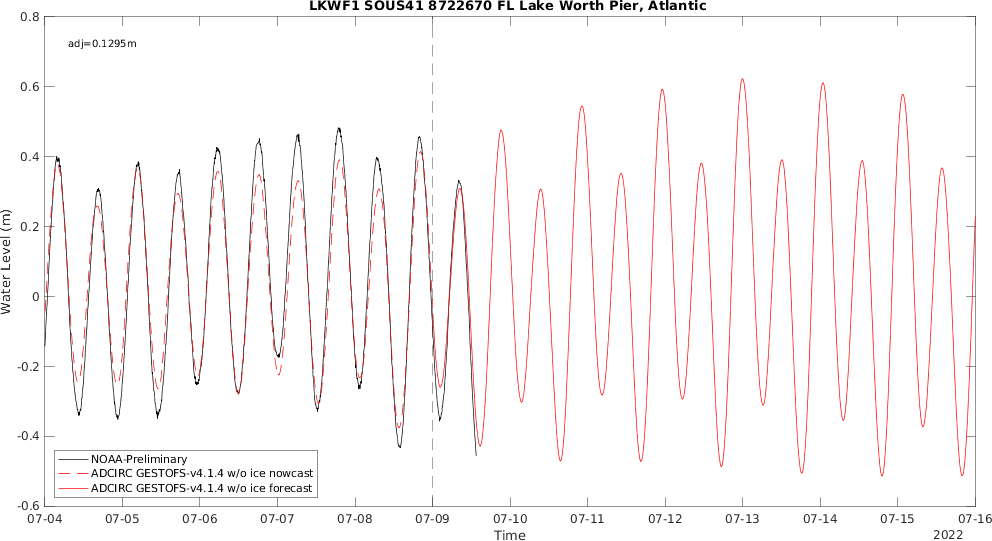 LKWF1 SOUS41 8722670 FL Lake Worth Pier, Atlantic
adj=0.1295m
0.8
0.6
0.4
0.2
0
-0.2
-0.4
-0.6
Water Level (m)
NOAA-Preliminary
ADCIRC GESTOFS-v4.1.4 w/o ice nowcast
ADCIRC GESTOFS-v4.1.4 w/o ice forecast
07-04 07-05 07-06 07-07 07-08 07-09 07-10 07-11 07-12 07-13 07-14 07-15 07-16
Time
2022